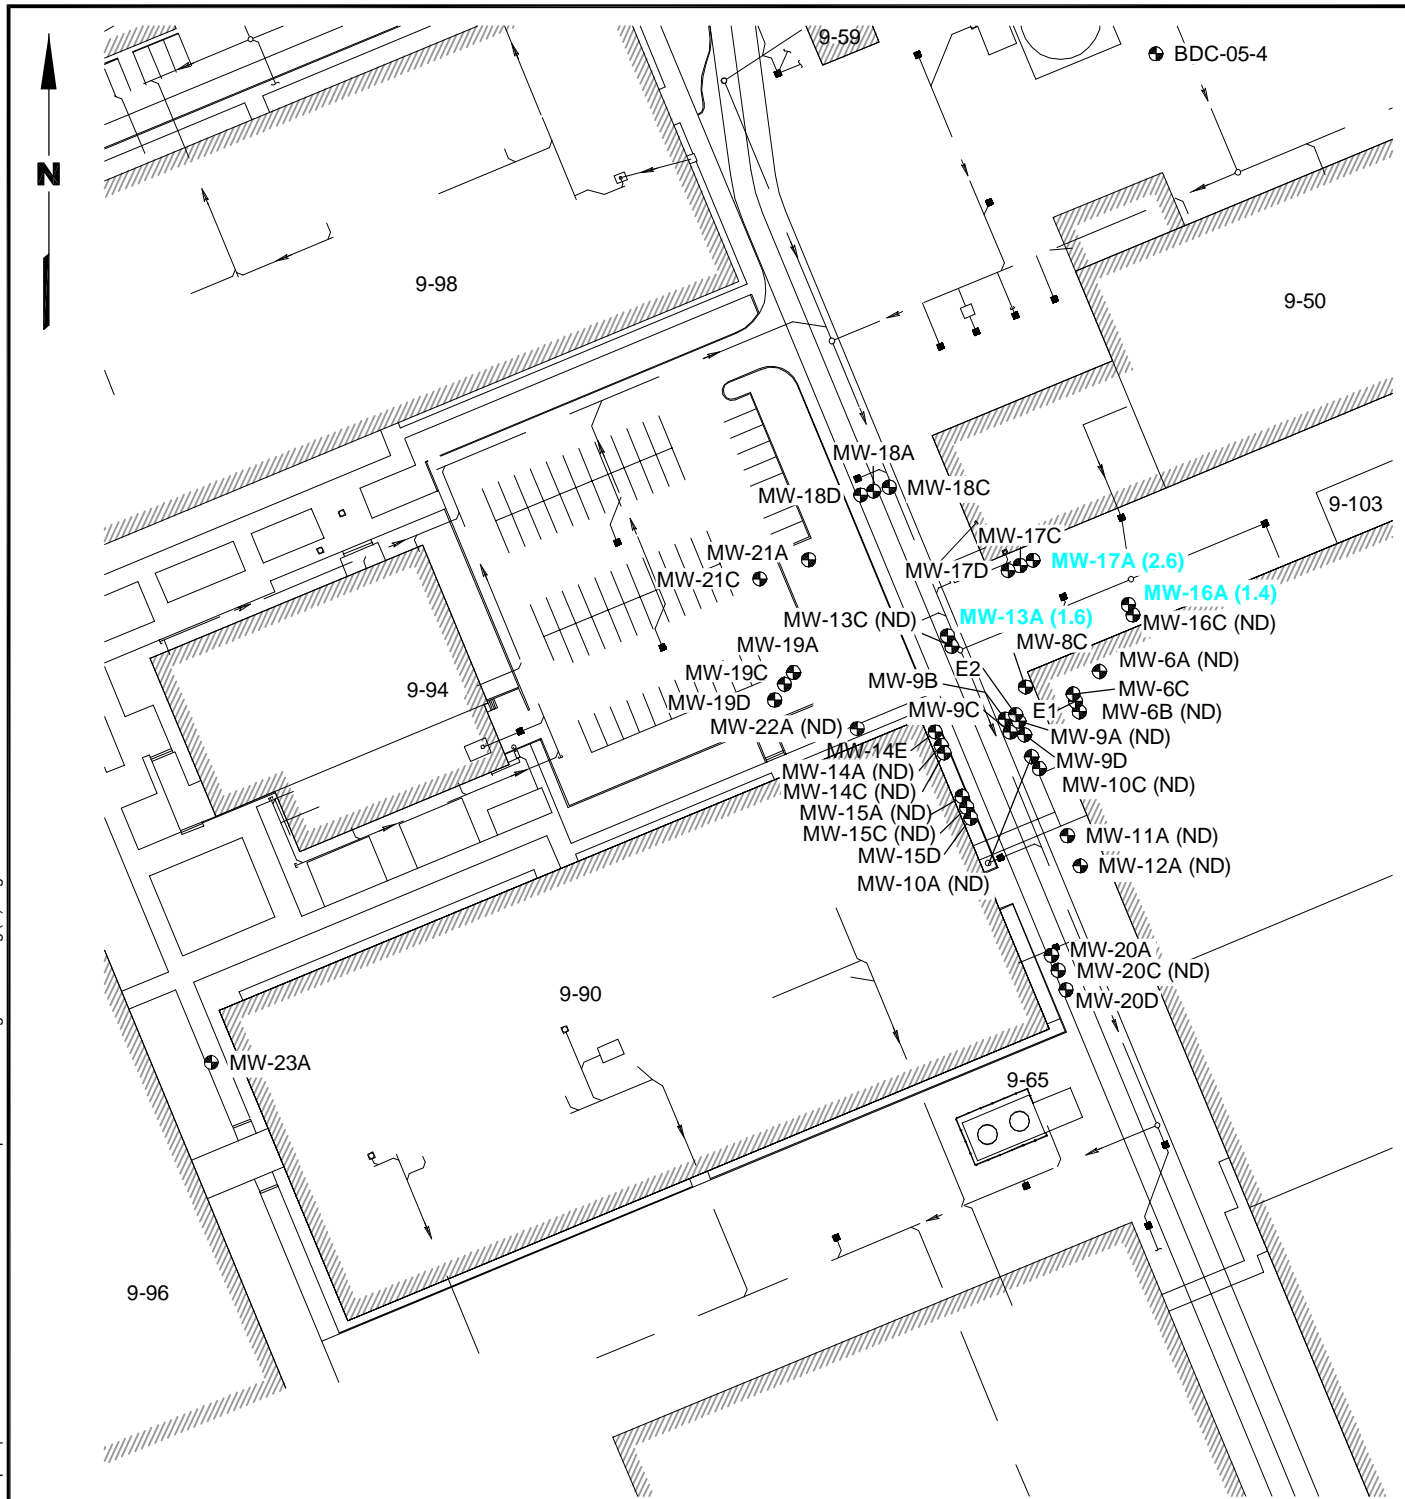 9-59
BDC-05-4
N
9-98
9-50
MW-18A
MW-18D
MW-18C
9-103
MW-17C
MW-21A
MW-17D
MW-17A (2.6)
MW-21C
MW-16A (1.4)
MW-13C (ND)
MW-13A (1.6)
MW-16C (ND)
MW-8C
MW-19A
E2
MW-6A (ND)
MW-19C
MW-9B
MW-6C
9-94
MW-19D
MW-9C
E1
MW-6B (ND)
MW-22A (ND)
MW-9A (ND)
MW-14E
MW-9D
MW-14A (ND)
MW-10C (ND)
MW-14C (ND)
MW-15A (ND)
MW-15C (ND)
MW-11A (ND)
MW-15D
MW-12A (ND)
MW-10A (ND)
MW-20A
MW-20C (ND)
9-90
MW-20D
MW-23A
9-65
9-96